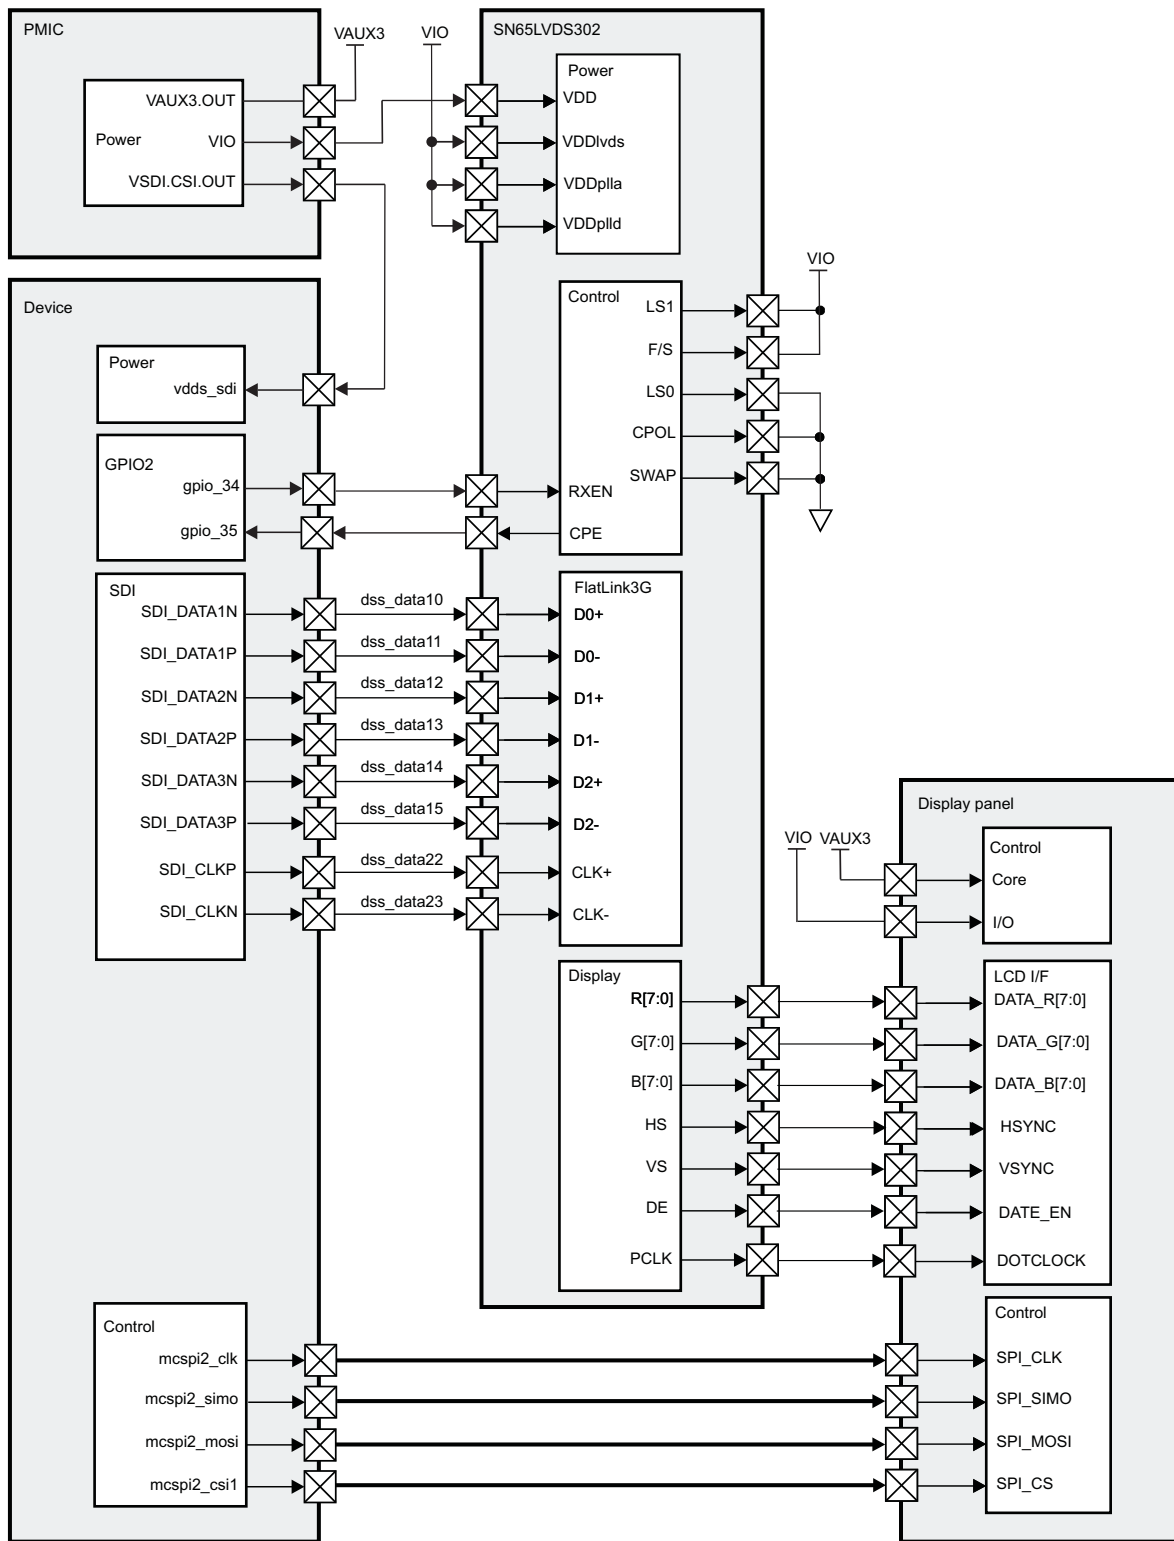 PMIC
VAUX3
VIO
SN65LVDS302
VAUX3.OUT
Power
VIO
VSDI.CSI.OUT
Power
VDD
VDDlvds
VDDplla
VDDplld
Device
Power
vdds_sdi
GPIO2
gpio_34
gpio_35
Control
LS1
F/S
LS0
CPOL
SWAP
RXEN
CPE
VIO
SDI
SDI_DATA1N
SDI_DATA1P
SDI_DATA2N
SDI_DATA2P
SDI_DATA3N
SDI_DATA3P
SDI_CLKP
SDI_CLKN
dss_data10
dss_data11
dss_data12
dss_data13
dss_data14
dss_data15
dss_data22
dss_data23
FlatLink3G
D0+
D0-
D1+
D1-
D2+
D2-
CLK+
CLK-
Display
R[7:0]
G[7:0]
B[7:0]
HS
VS
DE
PCLK
Display panel
VIO
VAUX3
Control
Core
I/O
LCD I/F
DATA_R[7:0]
DATA_G[7:0]
DATA_B[7:0]
HSYNC
VSYNC
DATE_EN
DOTCLOCK
Control
mcspi2_clk
mcspi2_simo
mcspi2_mosi
mcspi2_csi1
Control
SPI_CLK
SPI_SIMO
SPI_MOSI
SPI_CS